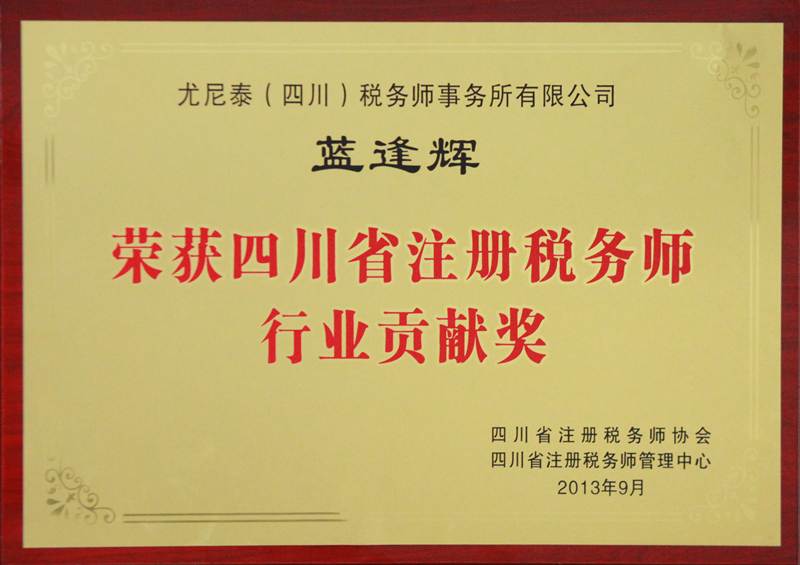 尤尼泰（四川）税务师事务所有限公司
蓝逢辉
荣获四川省注册税务师
行业贡献奖
四川省注册税务师协会
四川省注册税务师管理中心
2013年9月